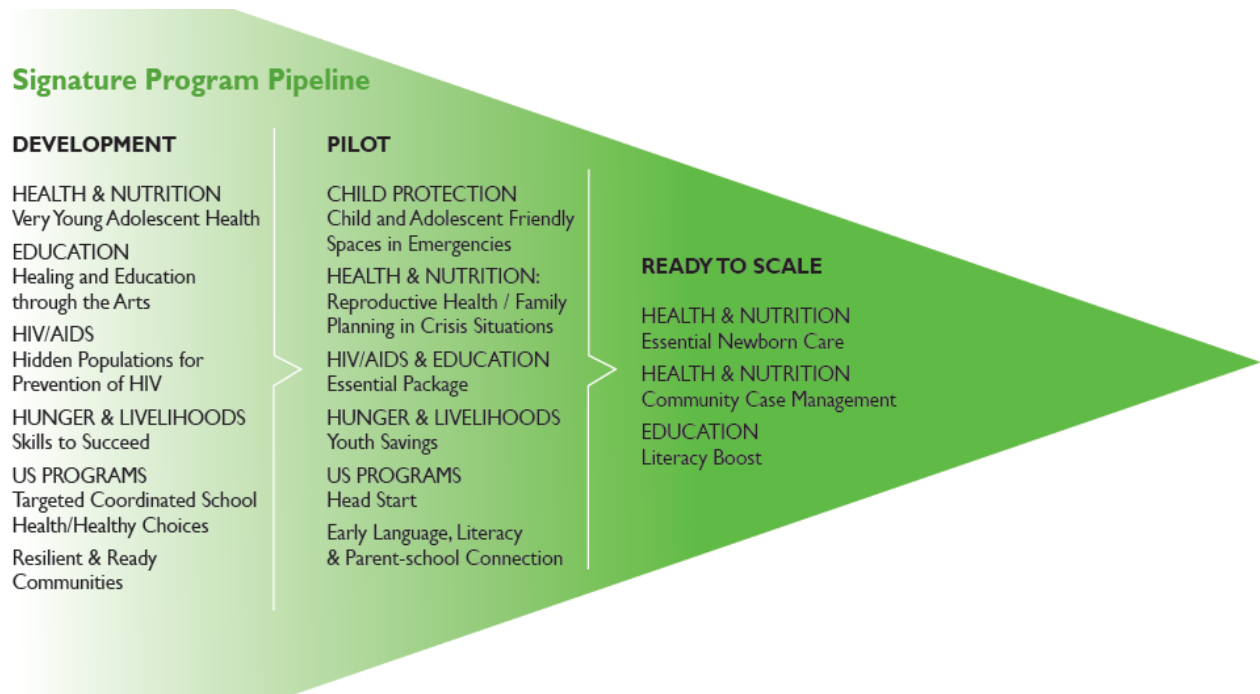 Signature Program Pipeline
DEVELOPMENT
HEALTH & NUTRITION
Very Young Adolescent Health
EDUCATION
Healing and Education
through the Arts
HIV/AIDS
Hidden Populations for
Prevention of HIV
HUNGER & LIVELIHOODS
Skills to Succeed
US PROGRAMS
Targeted Coordinated School
Health/Healthy Choices
Resilient & Ready
Communities
PILOT
CHILD PROTECTION
Child and Adolescent Friendly
Spaces in Emergencies
HEALTH & NUTRITION:
Reproductive Health / Family
Planning in Crisis Situations
HIV/AIDS & EDUCATION
Essential Package
HUNGER & LIVELIHOODS
Youth Savings
US PROGRAMS
Head Start
Early Language, Literacy
& Parent-school Connection
READY TO SCALE
HEALTH & NUTRITION
Essential Newborn Care
HEALTH & NUTRITION
Community Case Management
EDUCATION
Literacy Boost